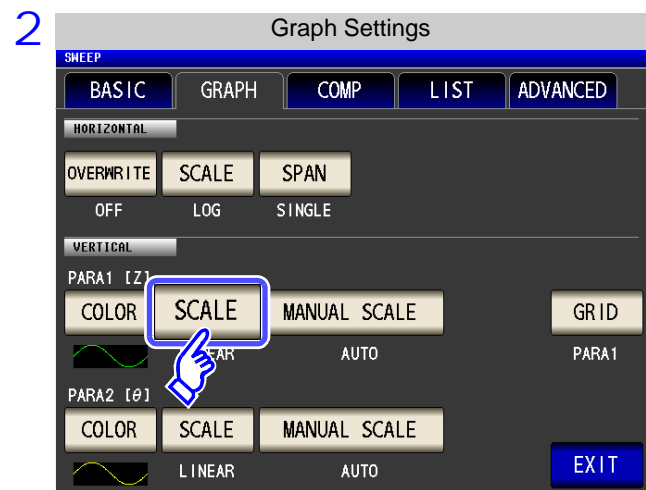 2
Graph Settings
SWEEP
BASIC GRAPH COMP LIST ADVANCED
HORIZONTAL
OVERWRITE SCALE SPAN
OFF LOG SINGLE
VERTICAL
PARA1 [Z]
COLOR SCALE MANUAL SCALE GRID
EAR AUTO PARA1
PARA2 [θ]
COLOR SCALE MANUAL SCALE
LINEAR AUTO EXIT